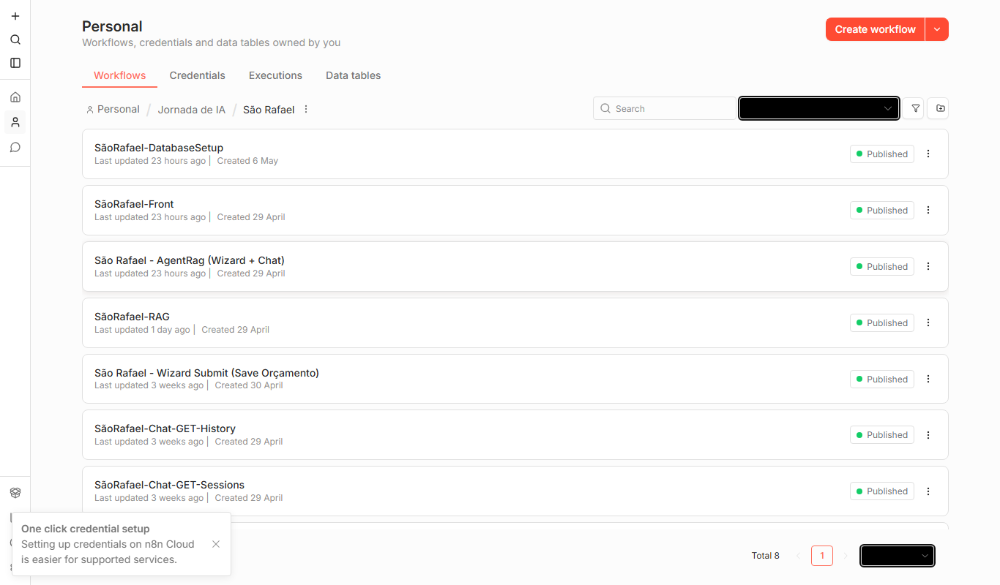 Personal
Workflows, credentials and data tables owned by you
Create workflow
Workflows
Credentials
Executions
Data tables
Personal / Jornada de IA / São Rafael
Search
SãoRafael-DatabaseSetup
Last updated 23 hours ago | Created 6 May
Published
SãoRafael-Front
Last updated 23 hours ago | Created 29 April
Published
São Rafael - AgentRag (Wizard + Chat)
Last updated 23 hours ago | Created 29 April
Published
SãoRafael-RAG
Last updated 1 day ago | Created 29 April
Published
São Rafael - Wizard Submit (Save Orçamento)
Last updated 3 weeks ago | Created 30 April
Published
SãoRafael-Chat-GET-History
Last updated 3 weeks ago | Created 29 April
Published
SãoRafael-Chat-GET-Sessions
Last updated 3 weeks ago | Created 29 April
Published
One click credential setup
Setting up credentials on n8n Cloud
is easier for supported services.
Total 8
1